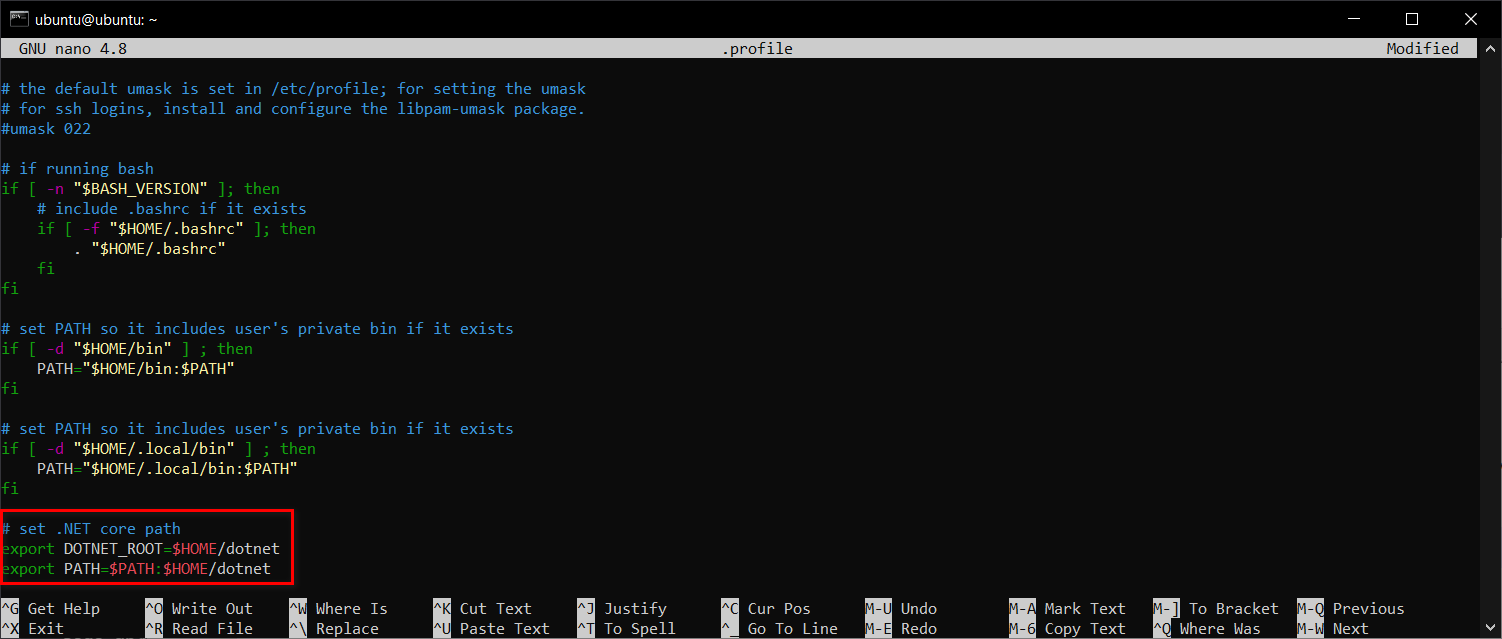 ubuntu@ubuntu: ~
GNU nano 4.8 .profile Modified
# the default umask is set in /etc/profile; for setting the umask
# for ssh logins, install and configure the libpam-umask package.
#umask 022
# if running bash
if [ -n "$BASH_VERSION" ]; then
    # include .bashrc if it exists
    if [ -f "$HOME/.bashrc" ]; then
        . "$HOME/.bashrc"
    fi
fi
# set PATH so it includes user's private bin if it exists
if [ -d "$HOME/bin" ] ; then
    PATH="$HOME/bin:$PATH"
fi
# set PATH so it includes user's private bin if it exists
if [ -d "$HOME/.local/bin" ] ; then
    PATH="$HOME/.local/bin:$PATH"
fi
# set .NET core path
export DOTNET_ROOT=$HOME/dotnet
export PATH=$PATH:$HOME/dotnet
^G Get Help ^O Write Out ^W Where Is ^K Cut Text ^J Justify ^C Cur Pos M-U Undo M-A Mark Text M-] To Bracket M-Q Previous
^X Exit ^R Read File ^\ Replace ^U Paste Text ^T To Spell ^_ Go To Line M-E Redo M-6 Copy Text ^Q Where Was M-W Next